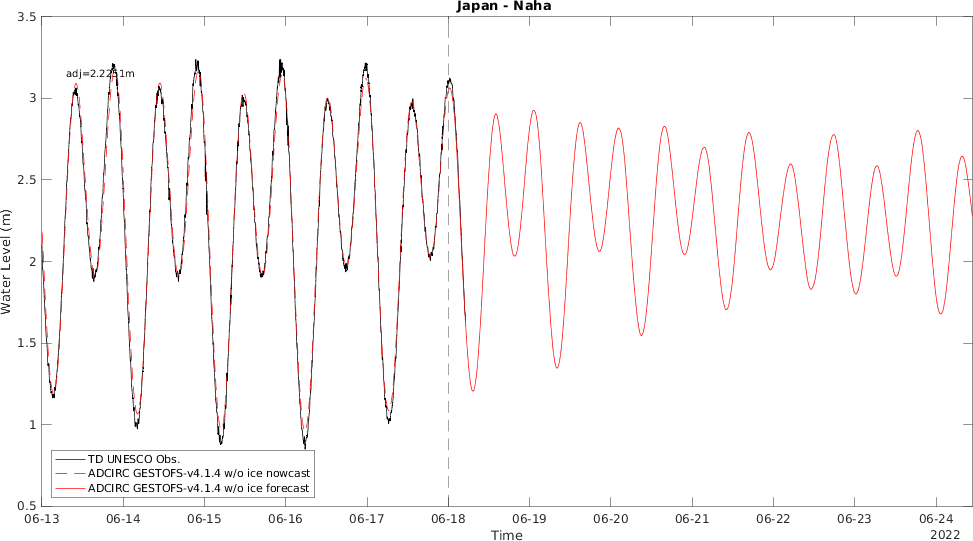 Japan - Naha
3.5
3
2.5
2
1.5
1
0.5
Water Level (m)
TD UNESCO Obs.
ADCIRC GESTOFS-v4.1.4 w/o ice nowcast
ADCIRC GESTOFS-v4.1.4 w/o ice forecast
06-13 06-14 06-15 06-16 06-17 06-18 06-19 06-20 06-21 06-22 06-23 06-24
Time
2022